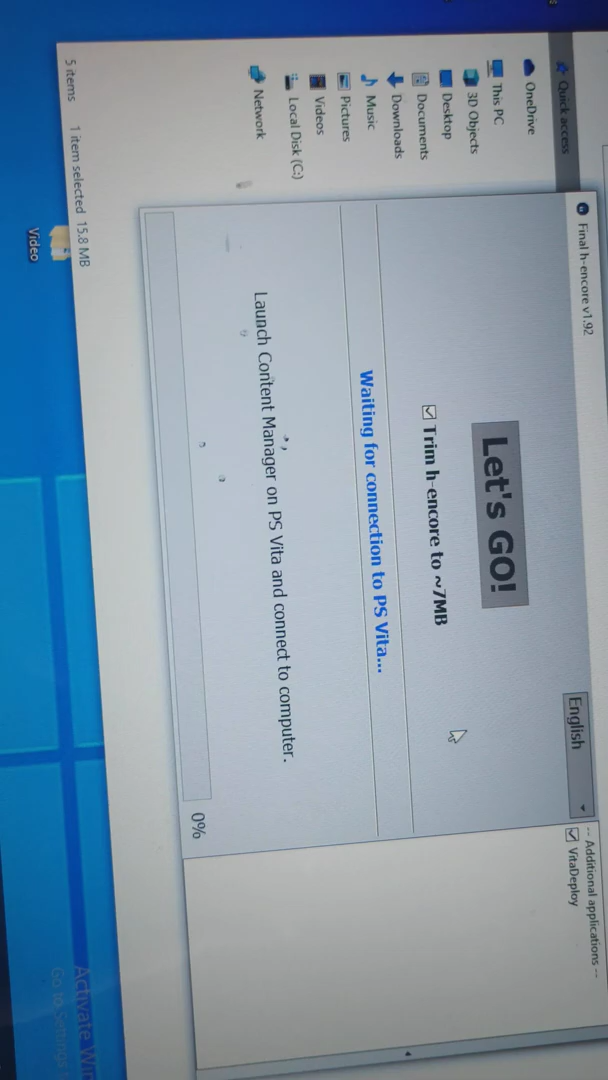 Quick access
OneDrive
This PC
3D Objects
Desktop
Documents
Downloads
Music
Pictures
Videos
Local Disk (C:)
Network
5 items 1 item selected 15.8 MB
Final h-encore v1.92
English
Let's GO!
Trim h-encore to ~7MB
Waiting for connection to PS Vita...
Launch Content Manager on PS Vita and connect to computer.
0%
-- Additional applications --
VitaDeploy
Video
Activate
Go to Settings